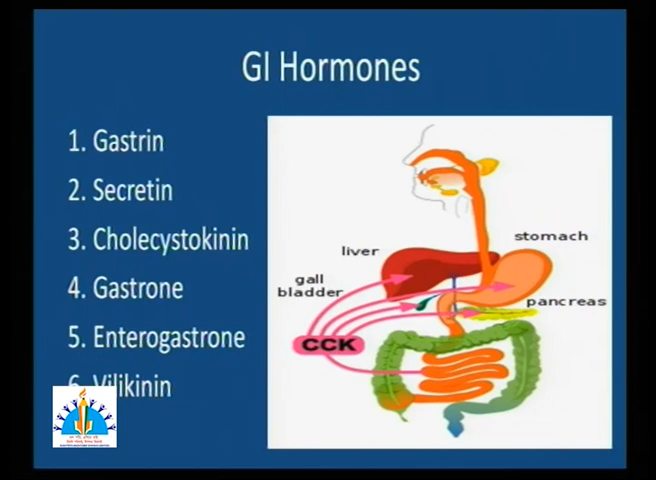 GI Hormones
1. Gastrin
2. Secretin
3. Cholecystokinin
4. Gastrone
5. Enterogastrone
6. Vilikinin
liver
stomach
gall
bladder
pancreas
CCK